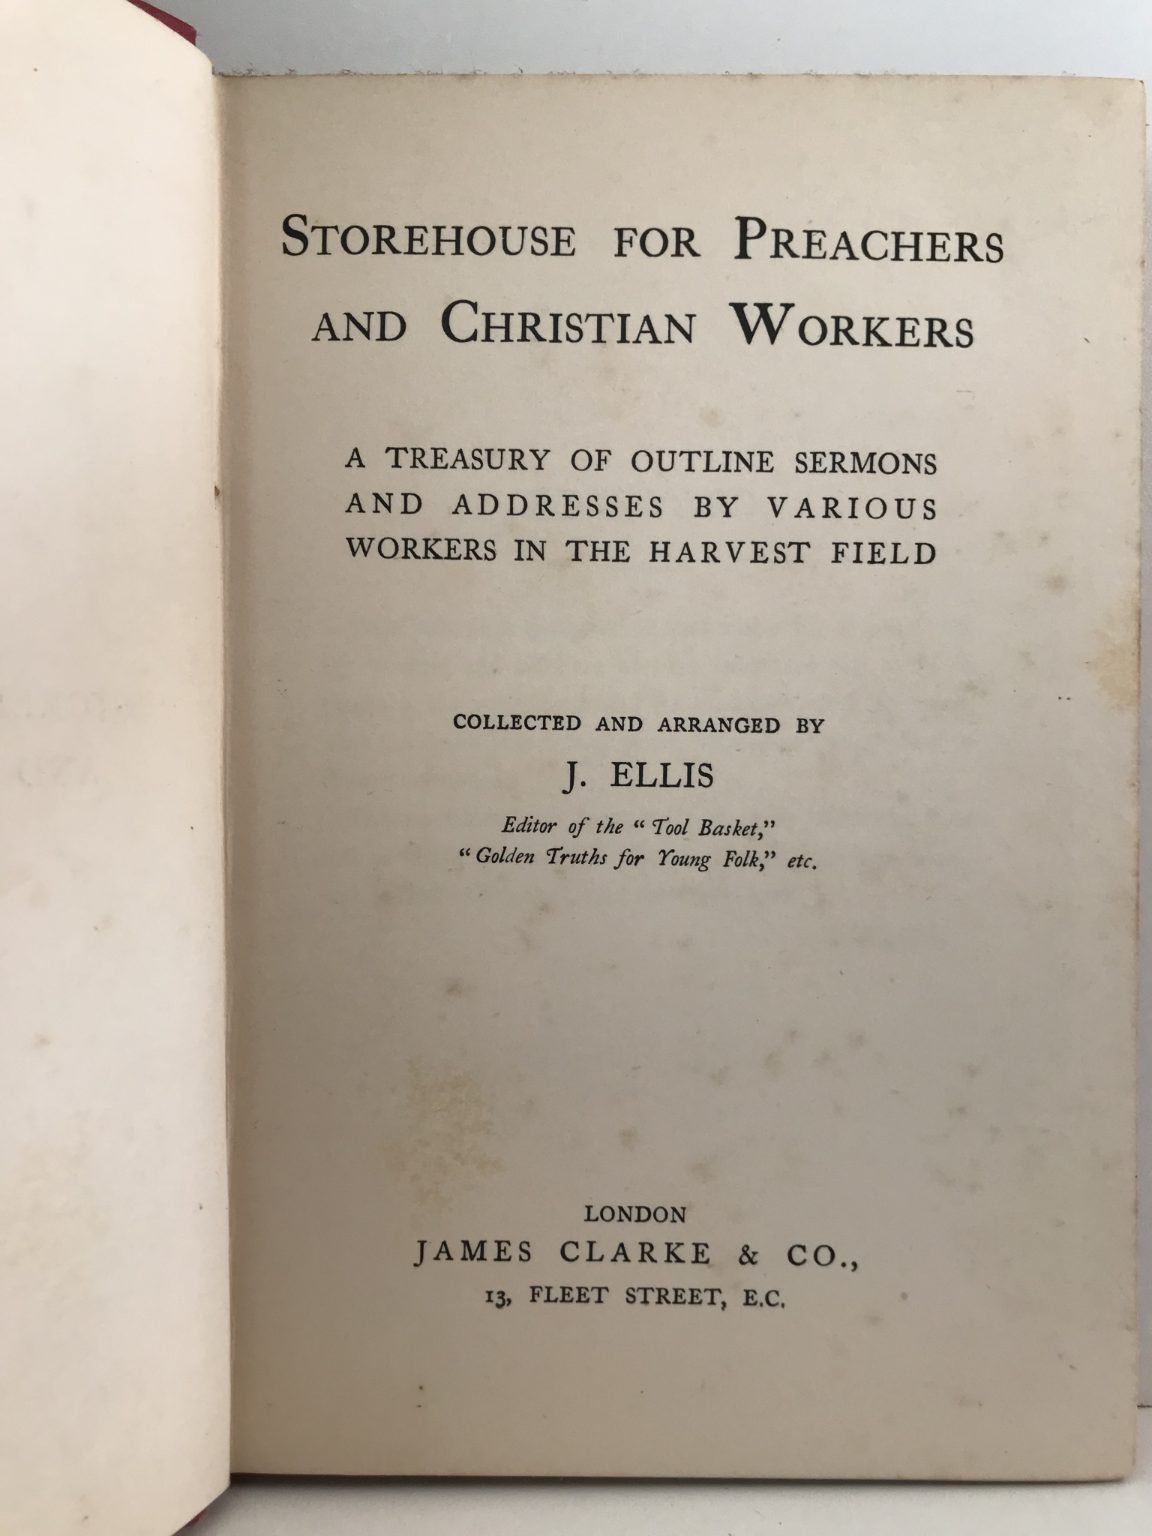 STOREHOUSE FOR PREACHERS
AND CHRISTIAN WORKERS
A TREASURY OF OUTLINE SERMONS
AND ADDRESSES BY VARIOUS
WORKERS IN THE HARVEST FIELD
COLLECTED AND ARRANGED BY
J. ELLIS
Editor of the “ Tool Basket,”
“ Golden Truths for Young Folk,” etc.
LONDON
JAMES CLARKE & CO.,
13, FLEET STREET, E.C.